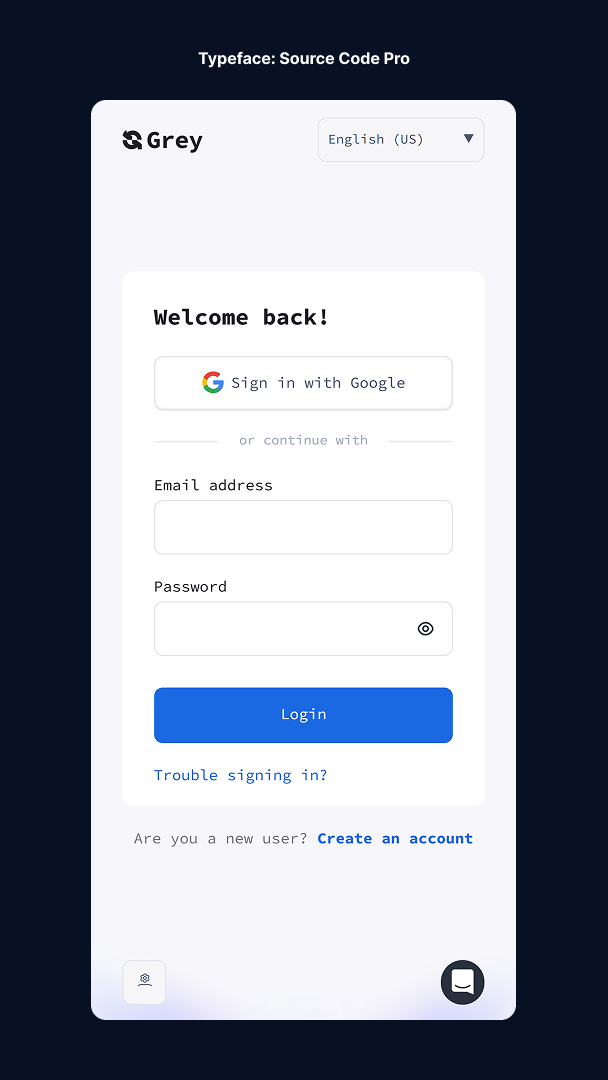 Typeface: Source Code Pro
Grey
English (US)
Welcome back!
Sign in with Google
or continue with
Email address
Password
Login
Trouble signing in?
Are you a new user? Create an account